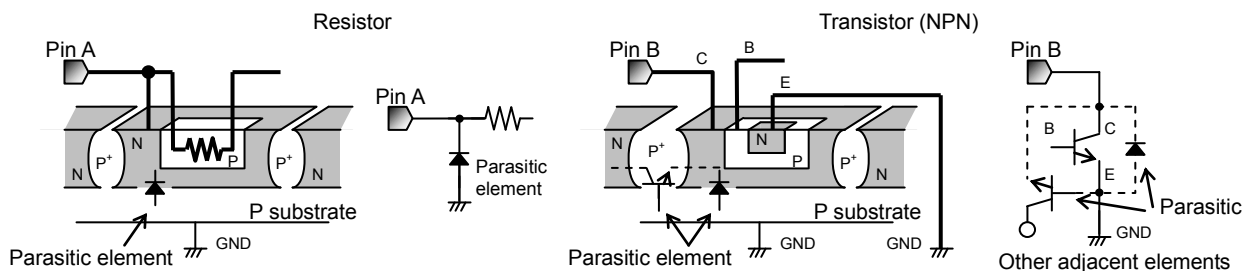 Resistor
Transistor (NPN)
Pin A
Pin A
N
P+
N
P
P+
N
Parasitic
element
P substrate
GND
Parasitic element
Pin B
C
B
E
N
P+
N
P
P+
N
P substrate
GND
GND
Parasitic element
Pin B
B
C
E
Parasitic
GND
Other adjacent elements